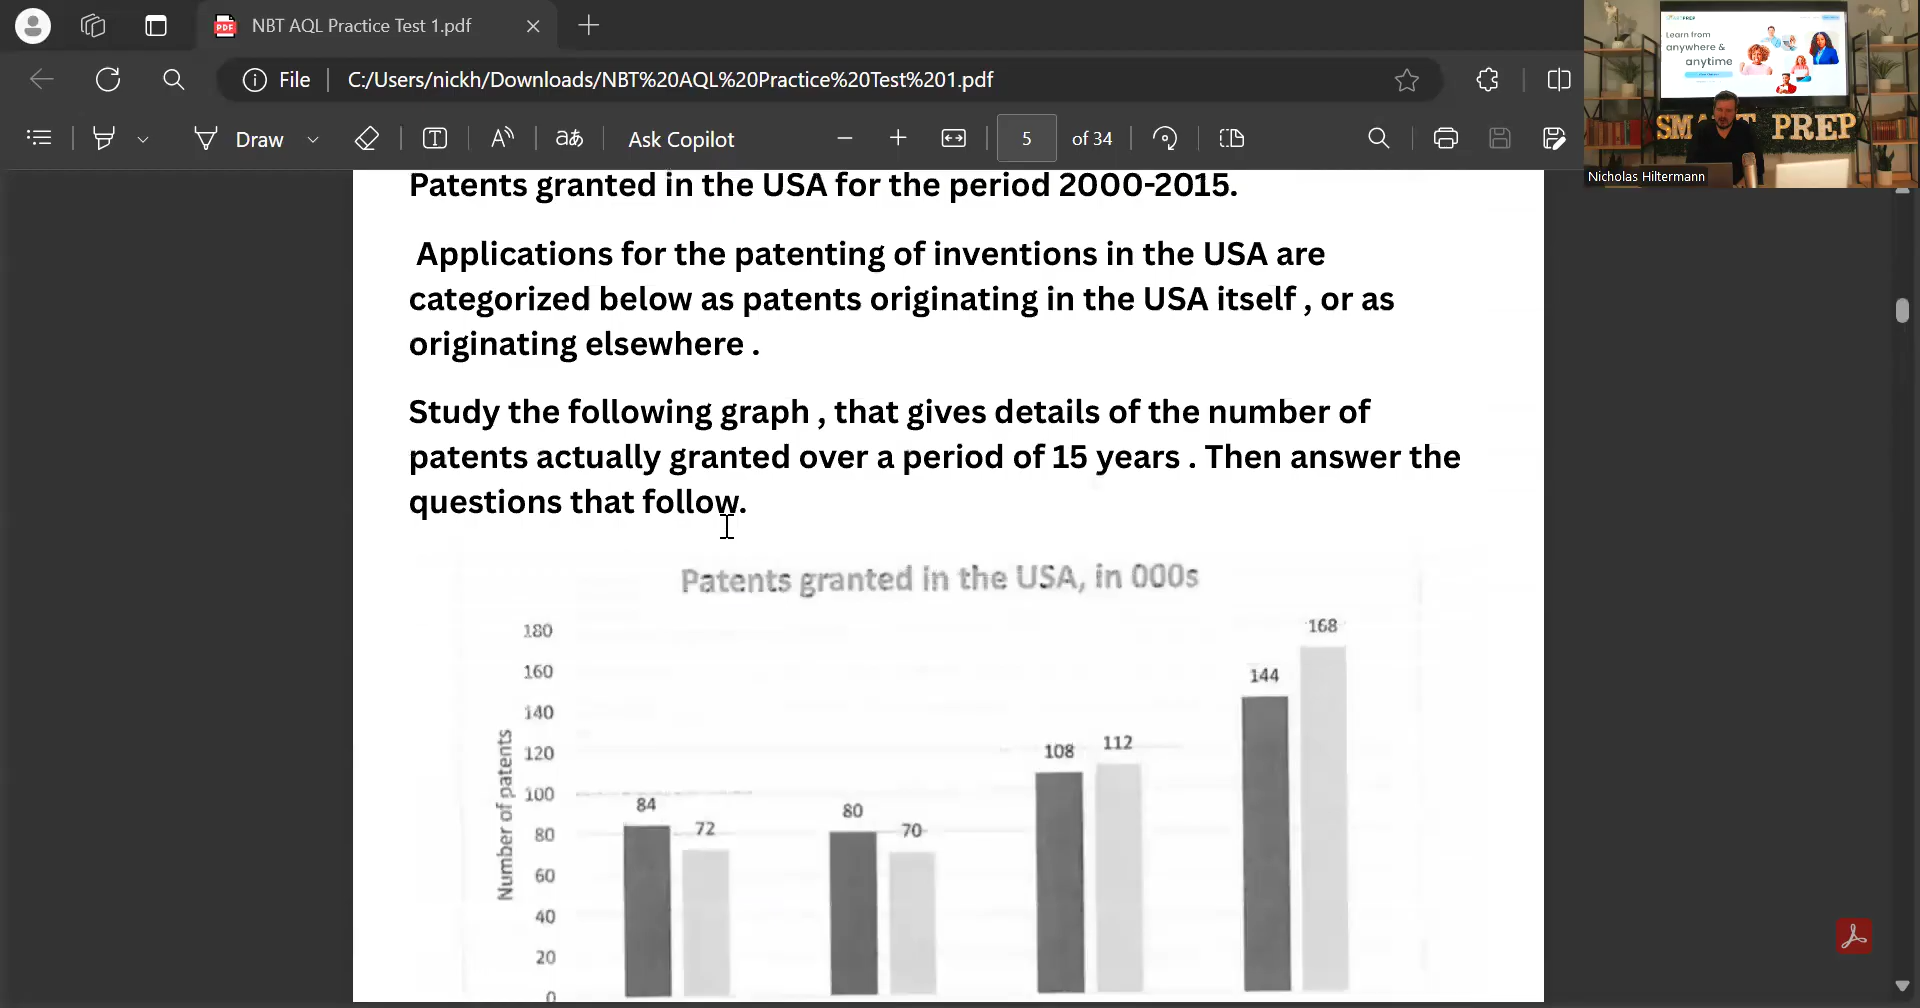 NBT AQL Practice Test 1.pdf
File
C:/Users/nickh/Downloads/NBT%20AQL%20Practice%20Test%201.pdf
Draw
Ask Copilot
5
of 34
Learn from
anywhere &
anytime
PREP
Nicholas Hiltermann
Patents granted in the USA for the period 2000-2015.
Applications for the patenting of inventions in the USA are
categorized below as patents originating in the USA itself , or as
originating elsewhere .
Study the following graph , that gives details of the number of
patents actually granted over a period of 15 years . Then answer the
questions that follow.
Patents granted in the USA, in 000s
Number of patents
180
160
140
120
100
80
60
40
20
0
84
72
80
70
108
112
144
168